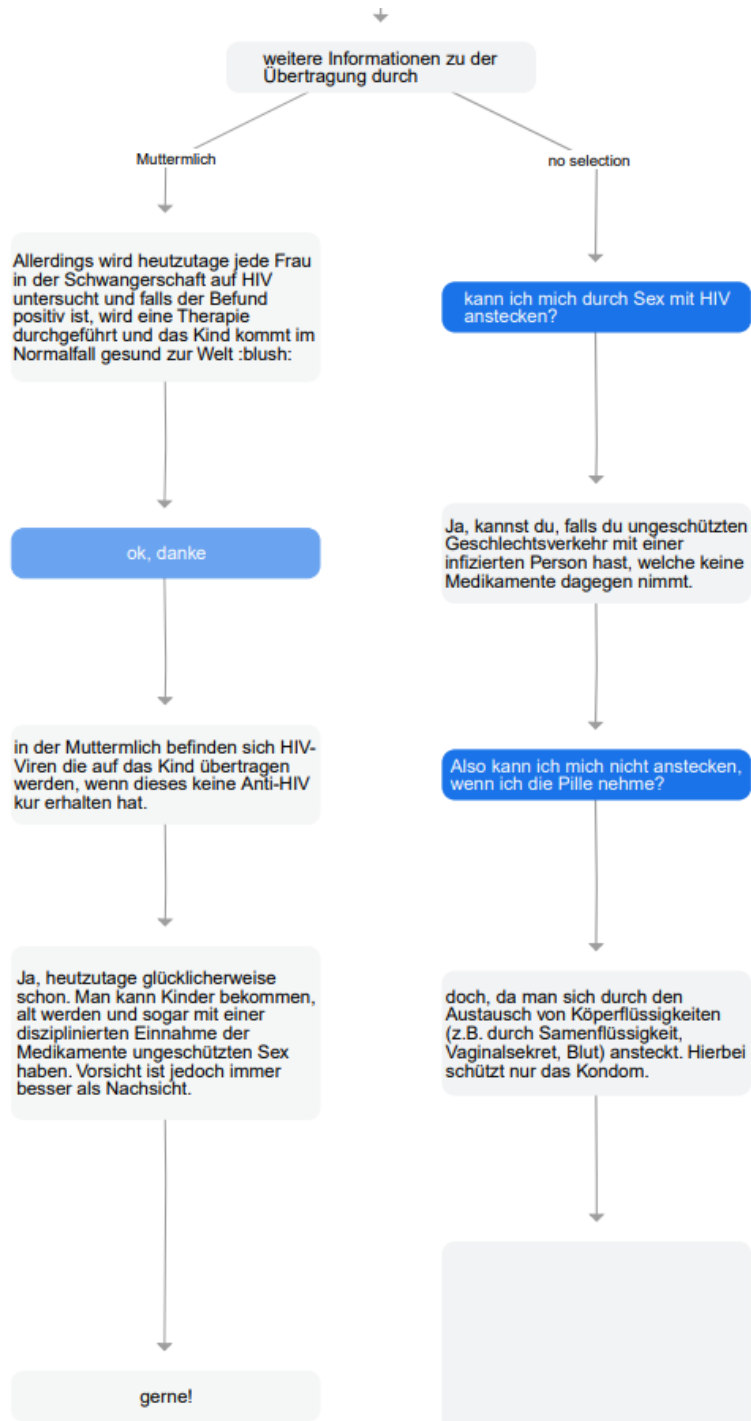 weitere Informationen zu der
Übertragung durch
Muttermlich
no selection
Allerdings wird heutzutage jede Frau
in der Schwangerschaft auf HIV
untersucht und falls der Befund
positiv ist, wird eine Therapie
durchgeführt und das Kind kommt im
Normalfall gesund zur Welt :blush:
ok, danke
in der Muttermlich befinden sich HIV-
Viren die auf das Kind übertragen
werden, wenn dieses keine Anti-HIV
kur erhalten hat.
Ja, heutzutage glücklicherweise
schon. Man kann Kinder bekommen,
alt werden und sogar mit einer
disziplinierten Einnahme der
Medikamente ungeschützten Sex
haben. Vorsicht ist jedoch immer
besser als Nachsicht.
gerne!
kann ich mich durch Sex mit HIV
anstecken?
Ja, kannst du, falls du ungeschützten
Geschlechtsverkehr mit einer
infizierten Person hast, welche keine
Medikamente dagegen nimmt.
Also kann ich mich nicht anstecken,
wenn ich die Pille nehme?
doch, da man sich durch den
Austausch von Köperflüssigkeiten
(z.B. durch Samenflüssigkeit,
Vaginalsekret, Blut) ansteckt. Hierbei
schützt nur das Kondom.